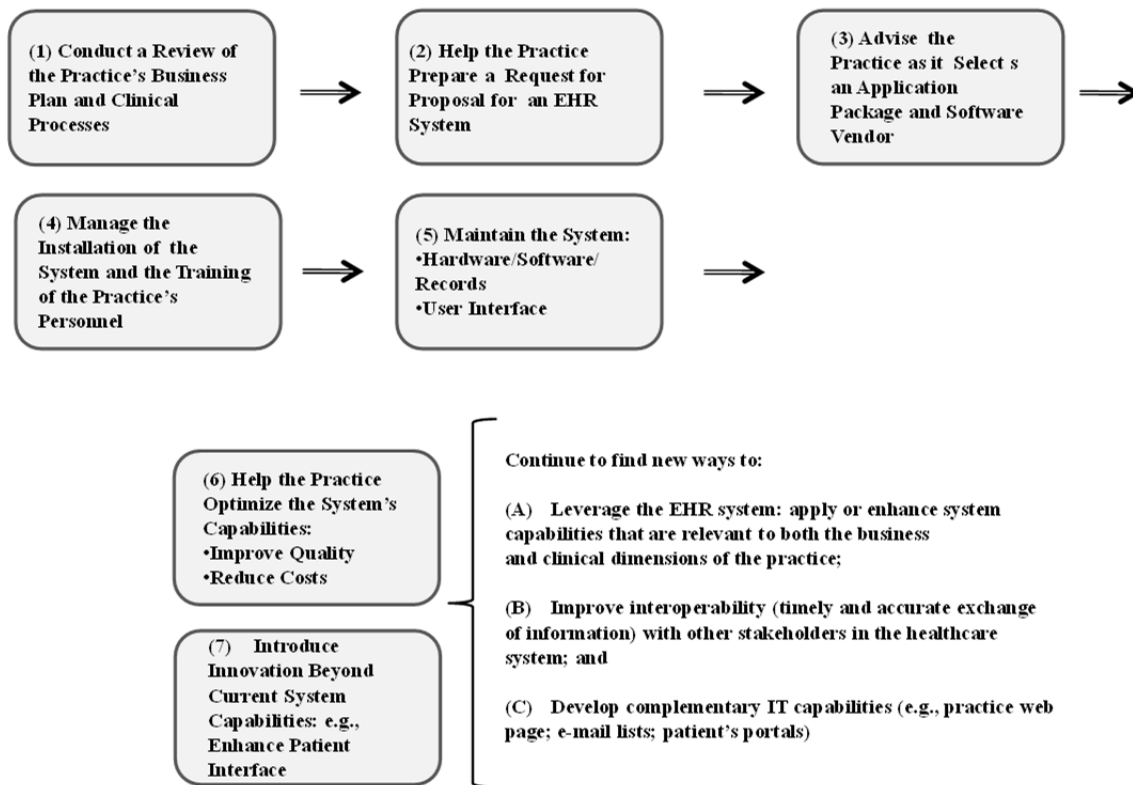 (1) Conduct a Review of
the Practice's Business
Plan and Clinical
Processes
(2) Help the Practice
Prepare a Request for
Proposal for an EHR
System
(3) Advise the
Practice as it Select s
an Application
Package and Software
Vendor
(4) Manage the
Installation of the
System and the Training
of the Practice's
Personnel
(5) Maintain the System:
•Hardware/Software/
Records
•User Interface
(6) Help the Practice
Optimize the System's
Capabilities:
•Improve Quality
•Reduce Costs
(7) Introduce
Innovation Beyond
Current System
Capabilities: e.g.,
Enhance Patient
Interface
Continue to find new ways to:
(A) Leverage the EHR system: apply or enhance system
capabilities that are relevant to both the business
and clinical dimensions of the practice;
(B) Improve interoperability (timely and accurate exchange
of information) with other stakeholders in the healthcare
system; and
(C) Develop complementary IT capabilities (e.g., practice web
page; e-mail lists; patient's portals)